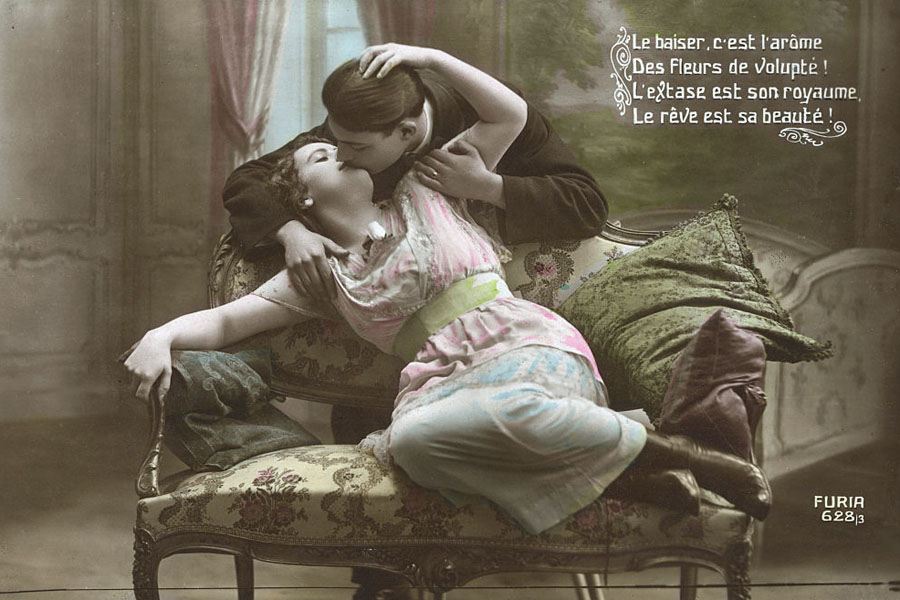 Le baiser, c'est l'arôme
Des fleurs de volupté !
L'extase est son royaume,
Le rêve est sa beauté !
FURIA
628/3